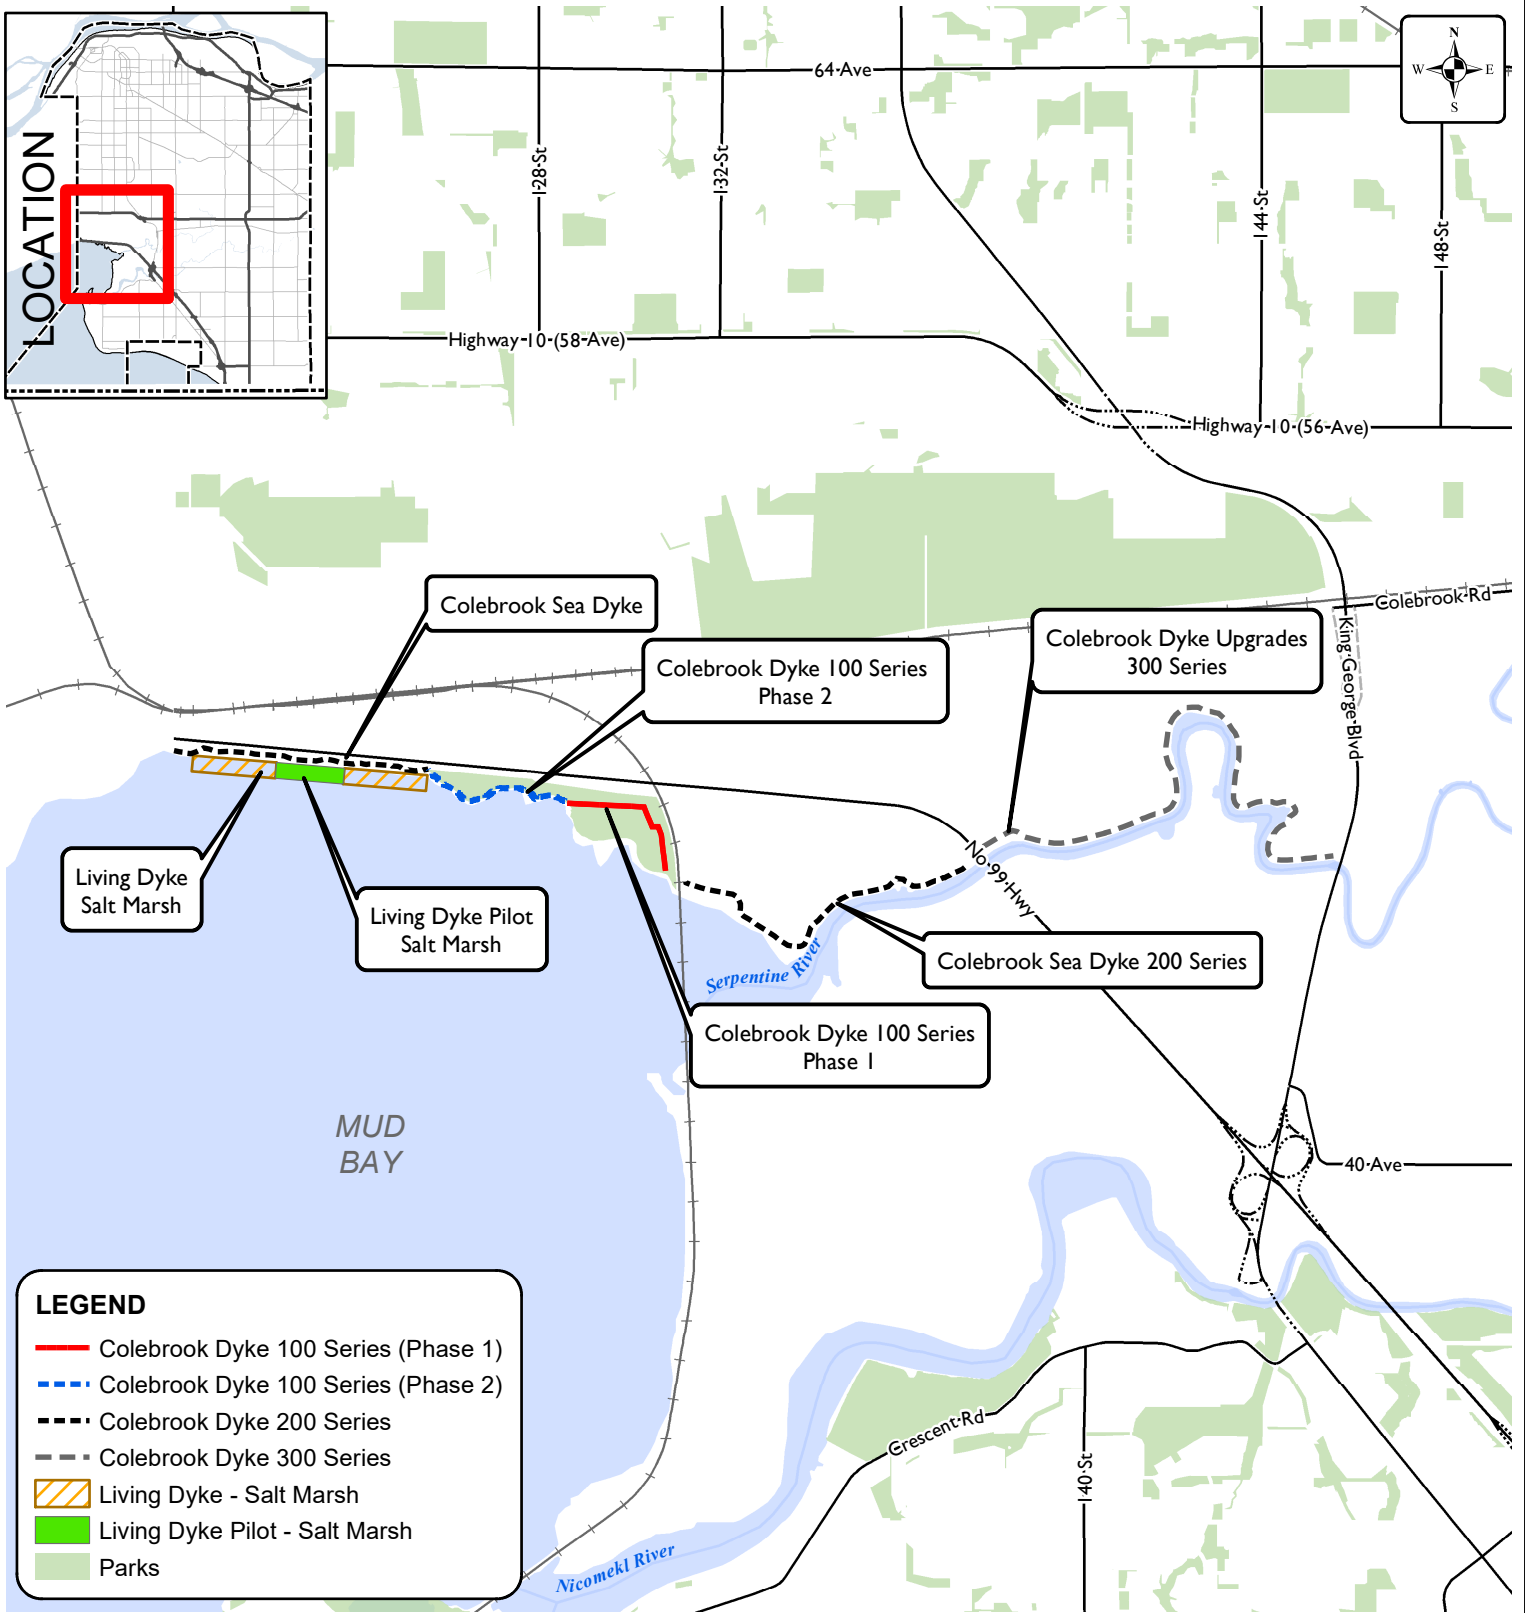 LOCATION
N
W
E
S
64 Ave
128 St
132 St
144 St
148 St
Highway 10 (58 Ave)
Highway 10 (56 Ave)
Colebrook Sea Dyke
Colebrook Rd
King George Blvd
Colebrook Dyke Upgrades
300 Series
Colebrook Dyke 100 Series
Phase 2
Living Dyke
Salt Marsh
Living Dyke Pilot
Salt Marsh
No 99 Hwy
Colebrook Sea Dyke 200 Series
Serpentine River
Colebrook Dyke 100 Series
Phase 1
MUD
BAY
40 Ave
Crescent Rd
140 St
Nicomekl River
LEGEND
Colebrook Dyke 100 Series (Phase 1)
Colebrook Dyke 100 Series (Phase 2)
Colebrook Dyke 200 Series
Colebrook Dyke 300 Series
Living Dyke - Salt Marsh
Living Dyke Pilot - Salt Marsh
Parks